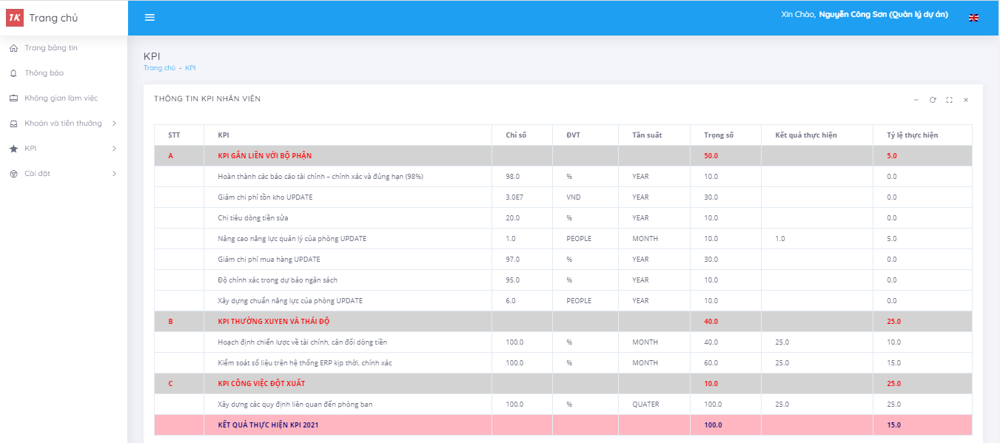 TK Trang chủ
Xin Chào, Nguyễn Công Sơn (Quản lý dự án)
Trang bảng tin
Thông báo
Không gian làm việc
Khoán và tiền thưởng
KPI
Cài đặt
KPI
Trang chủ - KPI
THÔNG TIN KPI NHÂN VIÊN
STT KPI Chỉ số ĐVT Tần suất Trọng số Kết quả thực hiện Tỷ lệ thực hiện
A KPI GẮN LIỀN VỚI BỘ PHẬN 50.0 5.0
Hoàn thành các báo cáo tài chính – chính xác và đúng hạn (98%) 98.0 % YEAR 10.0 0.0
Giảm chi phí tồn kho UPDATE 3.0E7 VND YEAR 30.0 0.0
Chi tiêu dòng tiền sửa 20.0 % YEAR 10.0 0.0
Nâng cao năng lực quản lý của phòng UPDATE 1.0 PEOPLE MONTH 10.0 1.0 5.0
Giảm chi phí mua hàng UPDATE 97.0 % YEAR 30.0 0.0
Độ chính xác trong dự báo ngân sách 95.0 % YEAR 10.0 0.0
Xây dựng chuẩn năng lực của phòng UPDATE 6.0 PEOPLE YEAR 10.0 0.0
B KPI THƯỜNG XUYEN VÀ THÁI ĐỘ 40.0 25.0
Hoạch định chiến lược về tài chính, cân đối dòng tiền 100.0 % MONTH 40.0 25.0 10.0
Kiểm soát số liệu trên hệ thống ERP kịp thời, chính xác 100.0 % MONTH 60.0 25.0 15.0
C KPI CÔNG VIỆC ĐỘT XUẤT 10.0 25.0
Xây dựng các quy định liên quan đến phòng ban 100.0 % QUATER 100.0 25.0 25.0
KẾT QUẢ THỰC HIỆN KPI 2021 100.0 15.0